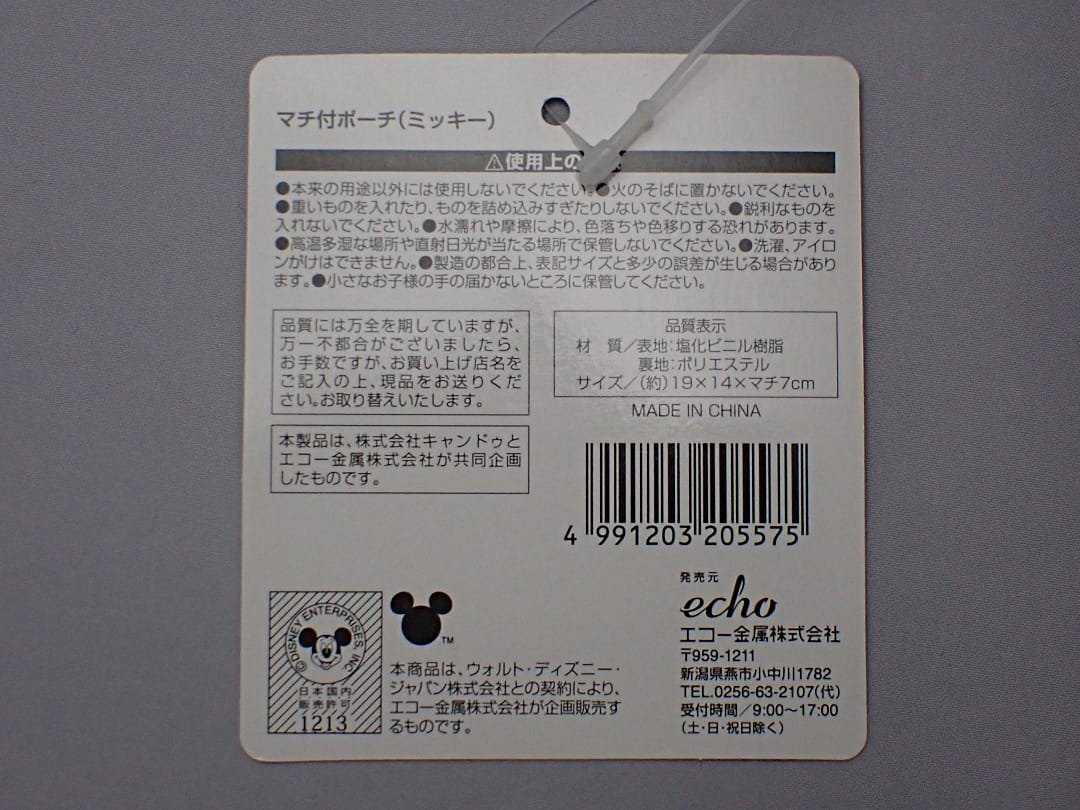 マチ付ポーチ(ミッキー)
⚠使用上の
●本来の用途以外には使用しないでください。●火のそばに置かないでください。
●重いものを入れたり、ものを詰め込みすぎたりしないでください。●鋭利なものを
入れないでください。●水濡れや摩擦により、色落ちや色移りする恐れがあります。
●高温多湿な場所や直射日光が当たる場所で保管しないでください。●洗濯、アイロ
ンがけはできません。●製造の都合上、表記サイズと多少の誤差が生じる場合があり
ます。●小さなお子様の手の届かないところに保管してください。
品質には万全を期していますが、
万一不都合がございましたら、
お手数ですが、お買い上げ店名を
ご記入の上、現品をお送りくだ
さい。お取り替えいたします。
品質表示
材 質/表地:塩化ビニル樹脂
裏地:ポリエステル
サイズ/(約)19×14×マチ7cm
MADE IN CHINA
本製品は、株式会社キャンドゥと
エコー金属株式会社が共同企画
したものです。
4 991203 205575
©DISNEY ENTERPRISES, INC
日本国内
販売許可
1213
TM
本商品は、ウォルト・ディズニー・
ジャパン株式会社との契約により、
エコー金属株式会社が企画販売す
るものです。
発売元
echo
エコー金属株式会社
〒959-1211
新潟県燕市小中川1782
TEL.0256-63-2107(代)
受付時間/9:00〜17:00
(土・日・祝日除く)